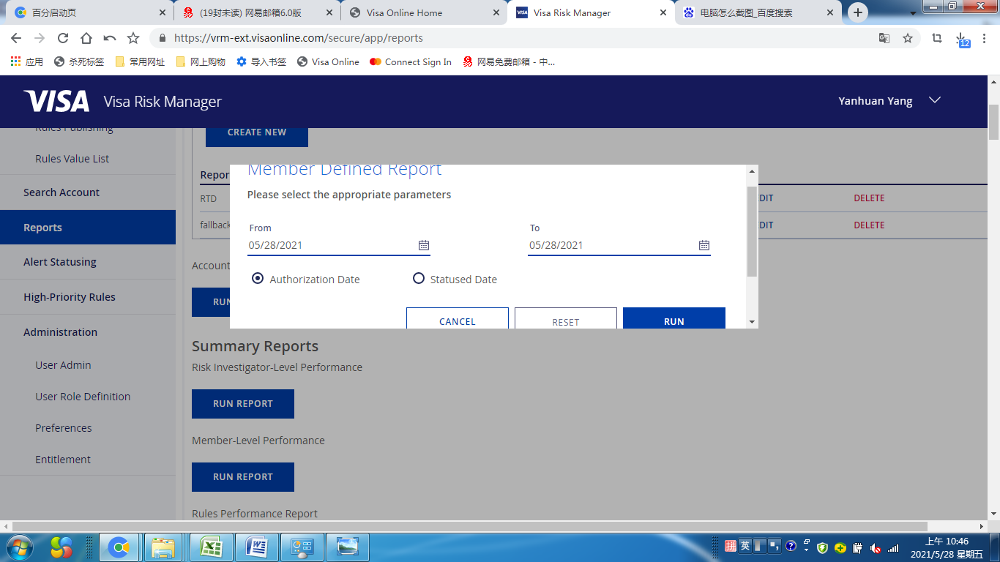 百分启动页
(19封未读) 网易邮箱6.0版
Visa Online Home
Visa Risk Manager
电脑怎么截图_百度搜索
https://vrm-ext.visaonline.com/secure/app/reports
12
应用
杀死标签
常用网址
网上购物
导入书签
Visa Online
Connect Sign In
网易免费邮箱 - 中...
VISA
Visa Risk Manager
Yanhuan Yang
Rules Publishing
Rules Value List
Search Account
Reports
Alert Statusing
High-Priority Rules
Administration
User Admin
User Role Definition
Preferences
Entitlement
CREATE NEW
Repor
RTD
DIT
DELETE
fallback
DIT
DELETE
Member Defined Report
Please select the appropriate parameters
From
To
05/28/2021
05/28/2021
Authorization Date
Statused Date
CANCEL
RESET
RUN
Account
RUN
Summary Reports
Risk Investigator-Level Performance
RUN REPORT
Member-Level Performance
RUN REPORT
Rules Performance Report
拼
英
上午 10:46
2021/5/28 星期五